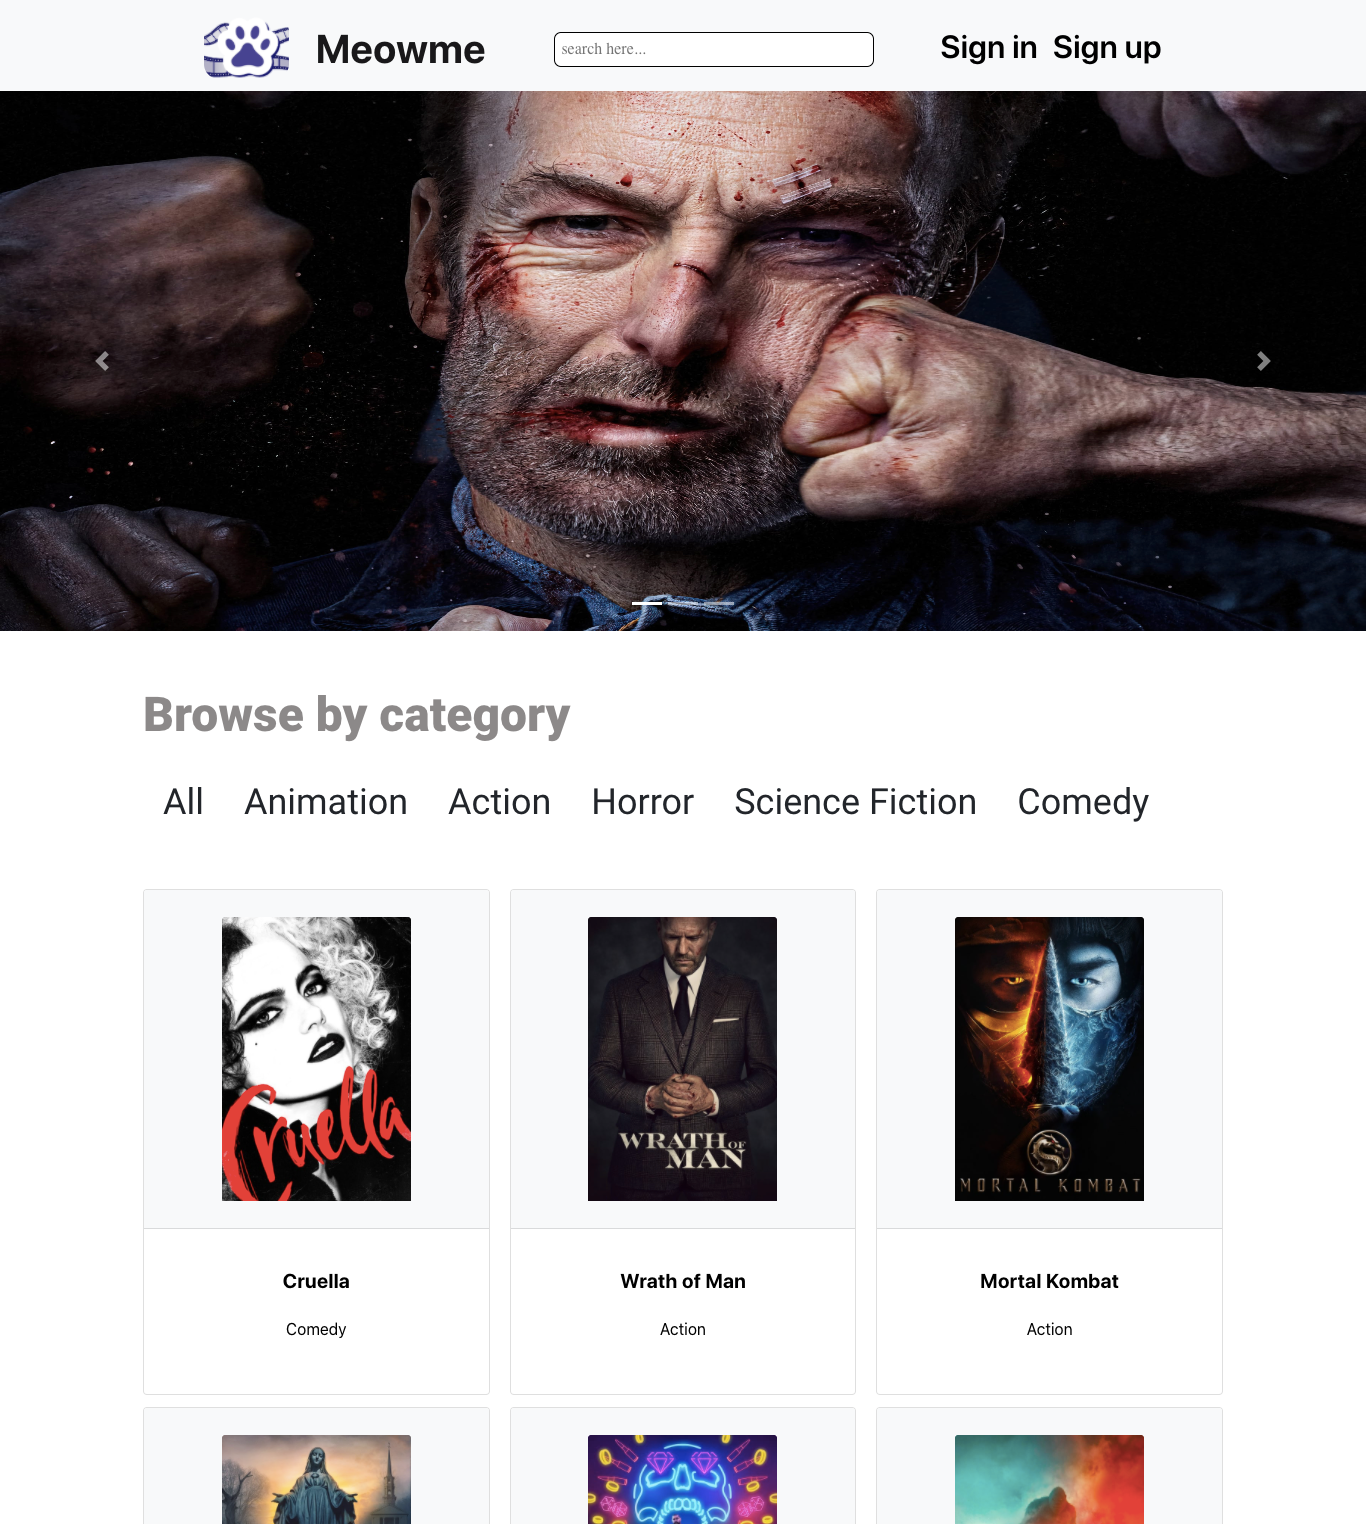 Meowme
search here...
Sign in Sign up
Browse by category
All Animation Action Horror Science Fiction Comedy
Cruella
WRATH OF
MAN
MORTAL KOMBAT
Cruella
Wrath of Man
Mortal Kombat
Comedy
Action
Action